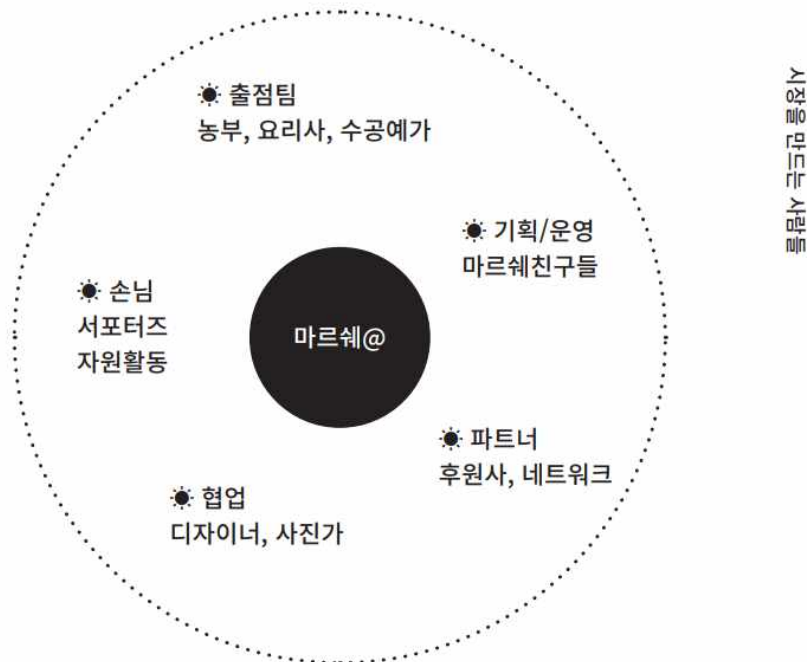 출점팀
농부, 요리사, 수공예가
기획/운영
마르쉐친구들
손님
서포터즈
자원활동
마르쉐@
파트너
후원사, 네트워크
협업
디자이너, 사진가
시장을 만드는 사람들